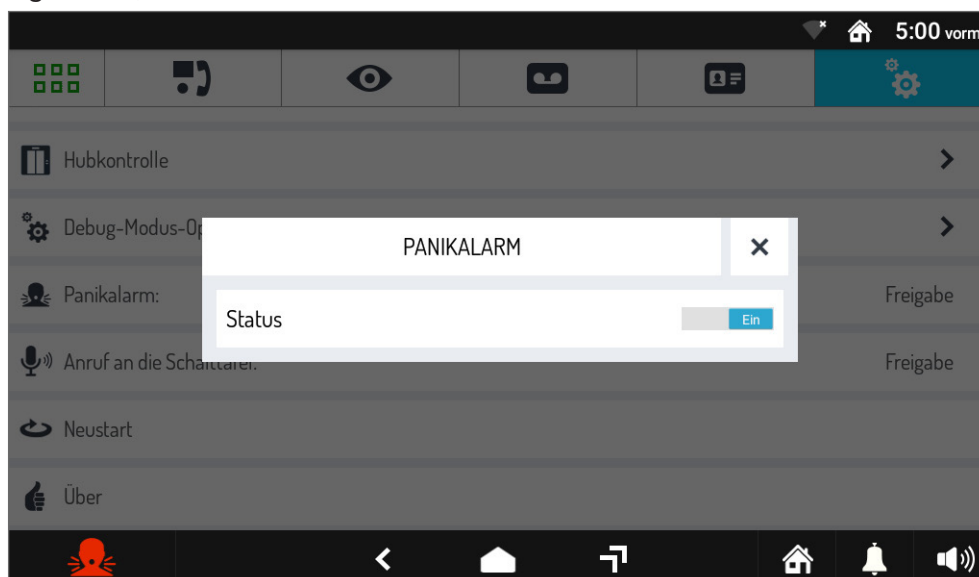 5:00 vorm
Hubkontrolle
Debug-Modus-Op
PANIKALARM
Panikalarm:
Freigabe
Status
Ein
Anruf an die Schalttafel:
Freigabe
Neustart
Über